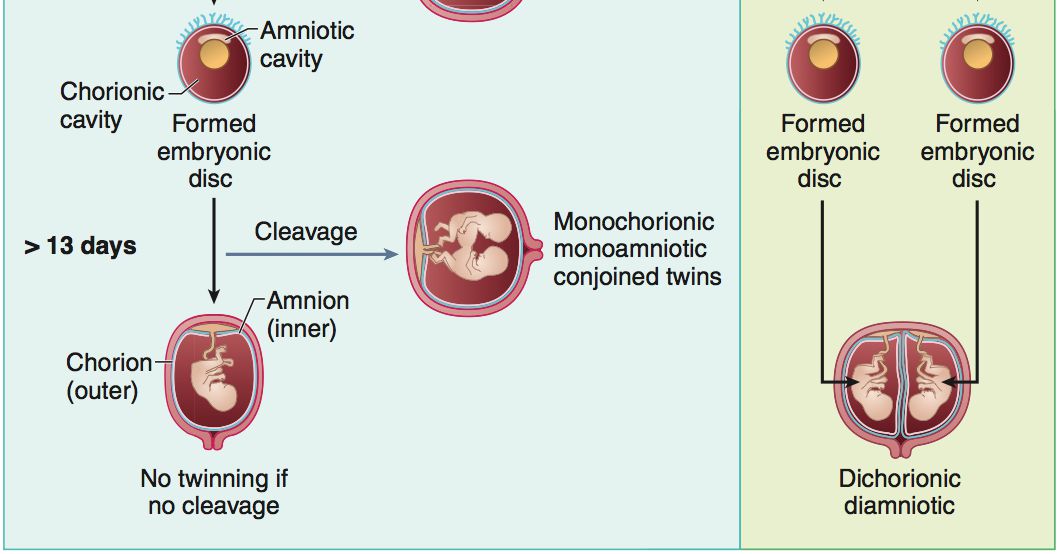 Amniotic
cavity
Chorionic
cavity
Formed
embryonic
disc
> 13 days
Cleavage
Monochorionic
monoamniotic
conjoined twins
Amnion
(inner)
Chorion
(outer)
No twinning if
no cleavage
Formed
embryonic
disc
Formed
embryonic
disc
Dichorionic
diamniotic